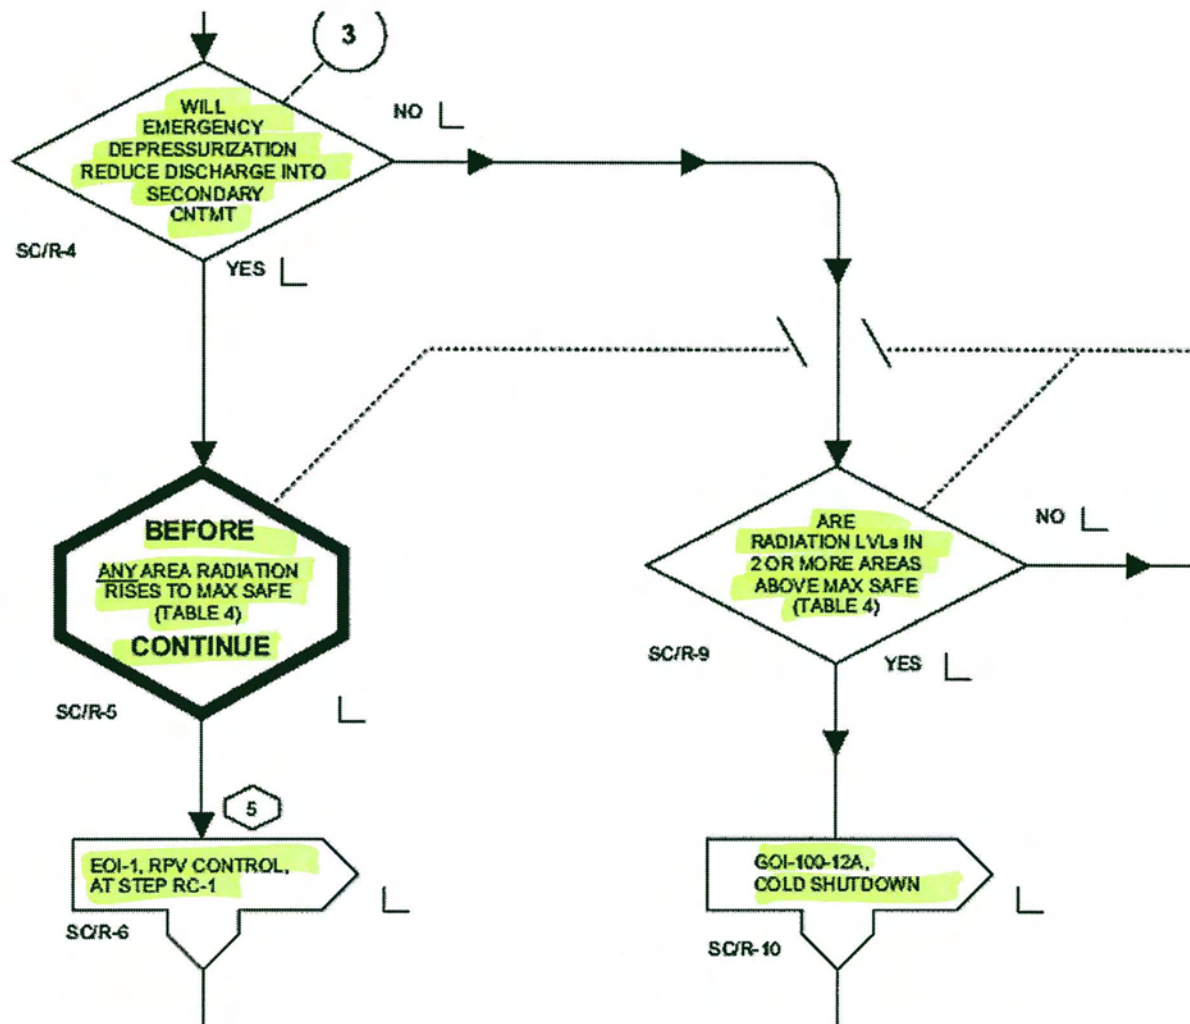 3
WILL
EMERGENCY
DEPRESSURIZATION
REDUCE DISCHARGE INTO
SECONDARY
CNTMT
NO
SC/R-4
YES
BEFORE
ANY AREA RADIATION
RISES TO MAX SAFE
(TABLE 4)
CONTINUE
SC/R-5
ARE
RADIATION LVLs IN
2 OR MORE AREAS
ABOVE MAX SAFE
(TABLE 4)
NO
SC/R-9
YES
5
EOI-1, RPV CONTROL,
AT STEP RC-1
SC/R-6
GOI-100-12A,
COLD SHUTDOWN
SC/R-10